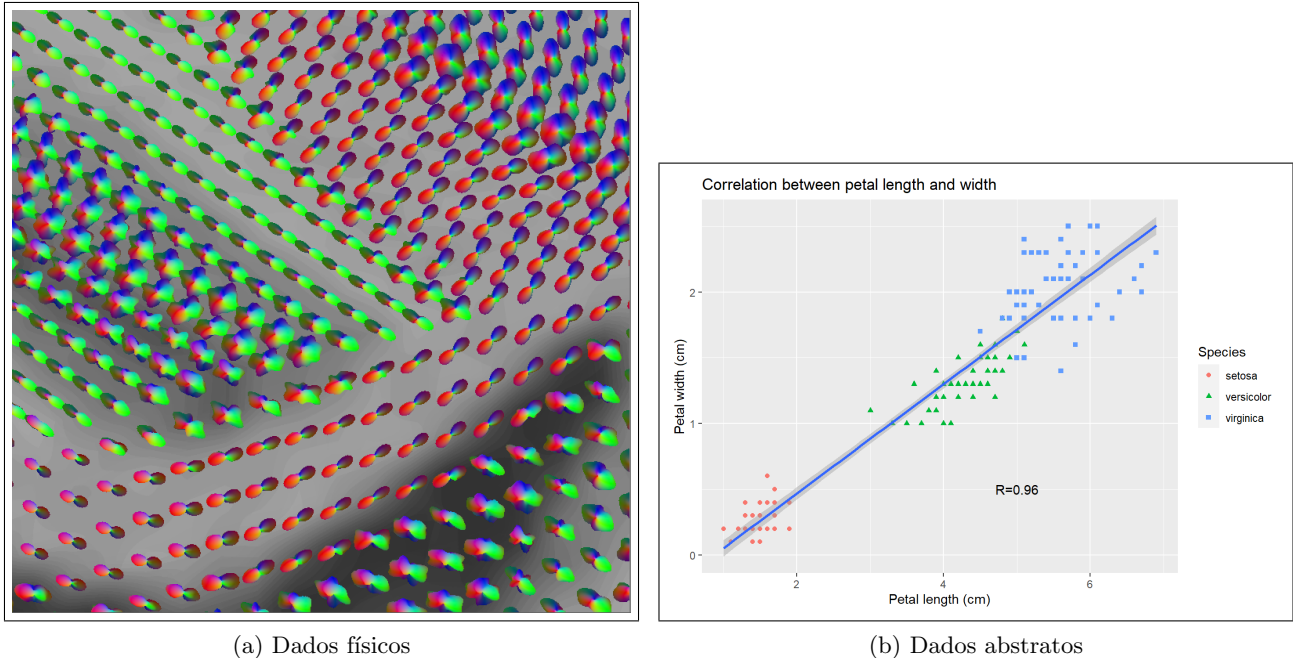 Correlation between petal length and width
2
1
0
Petal width (cm)
R=0.96
2
4
6
Petal length (cm)
Species
setosa
versicolor
virginica
(a) Dados físicos
(b) Dados abstratos